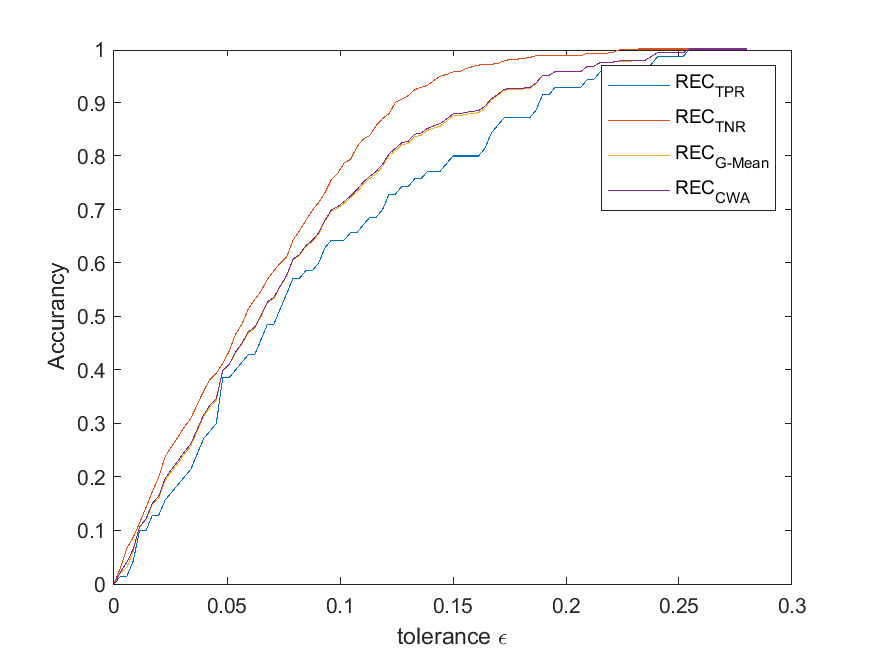 1
0.9
0.8
0.7
0.6
0.5
0.4
0.3
0.2
0.1
0
Accurancy
0 0.05 0.1 0.15 0.2 0.25 0.3
tolerance ϵ
REC_TPR
REC_TNR
REC_G-Mean
REC_CWA